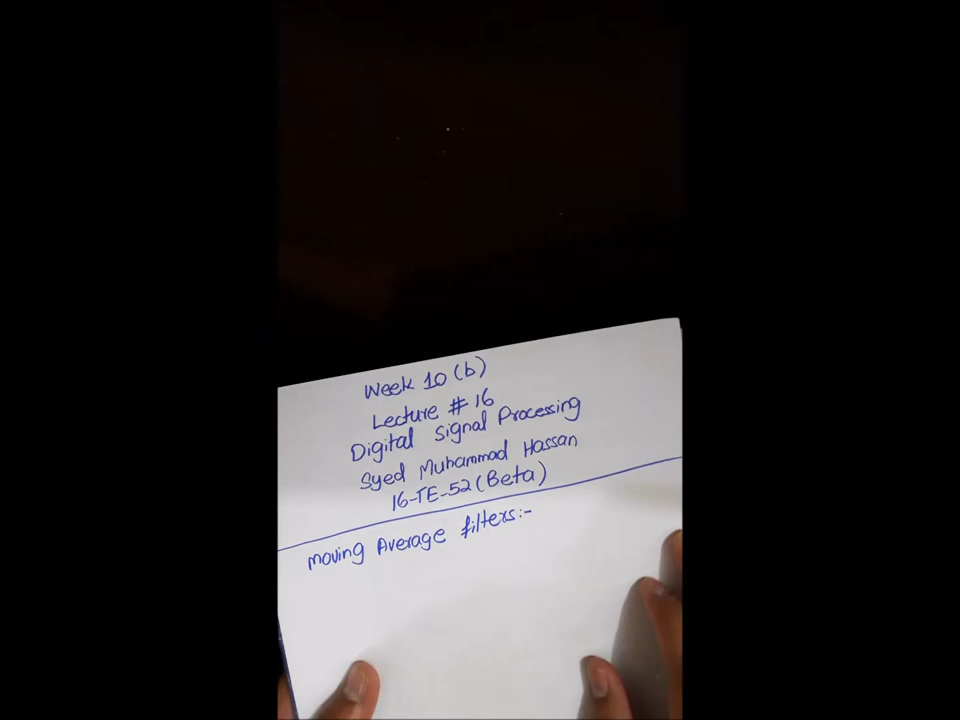 Week 10 (b)
Lecture # 16
Digital Signal Processing
Syed Muhammad Hassan
16-TE-52 (Beta)
moving Average filters:-